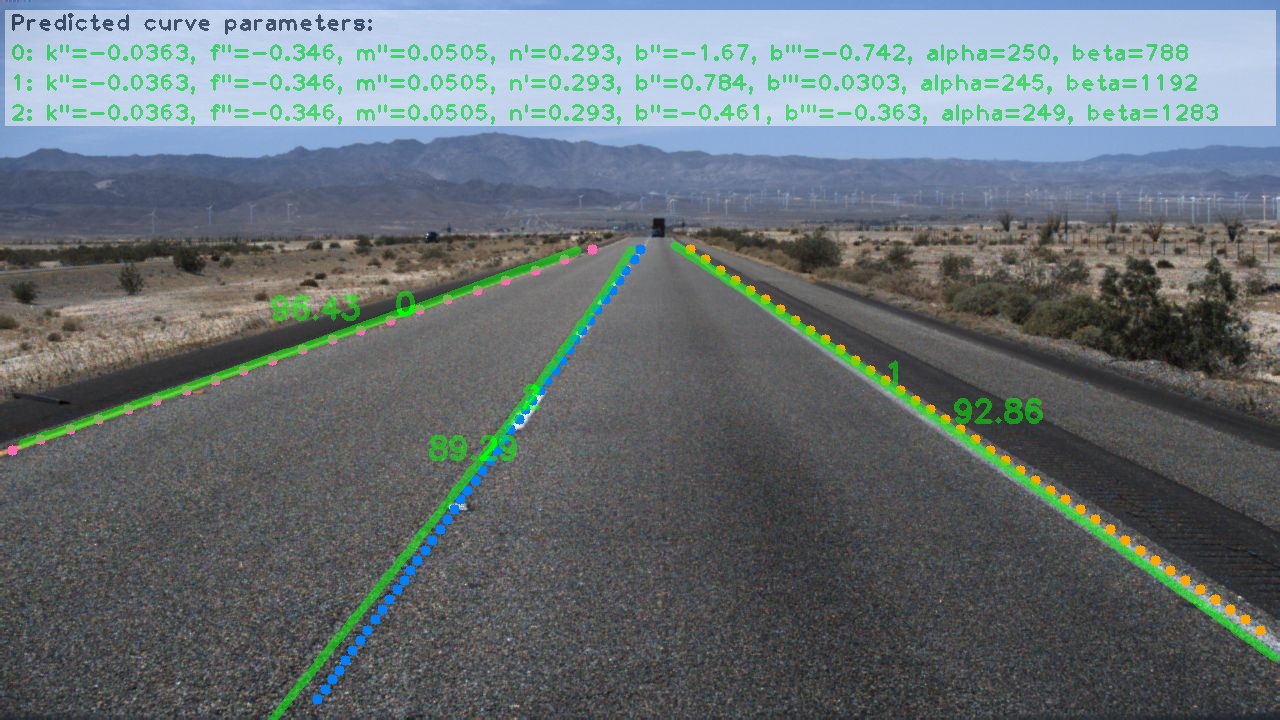 Predicted curve parameters:
0: k''=-0.0363, f''=-0.346, m''=0.0505, n'=0.293, b''=-1.67, b'''=-0.742, alpha=250, beta=788
1: k''=-0.0363, f''=-0.346, m''=0.0505, n'=0.293, b''=0.784, b'''=0.0303, alpha=245, beta=1192
2: k''=-0.0363, f''=-0.346, m''=0.0505, n'=0.293, b''=-0.461, b'''=-0.363, alpha=249, beta=1283
96.43 0
1
92.86
2
89.29